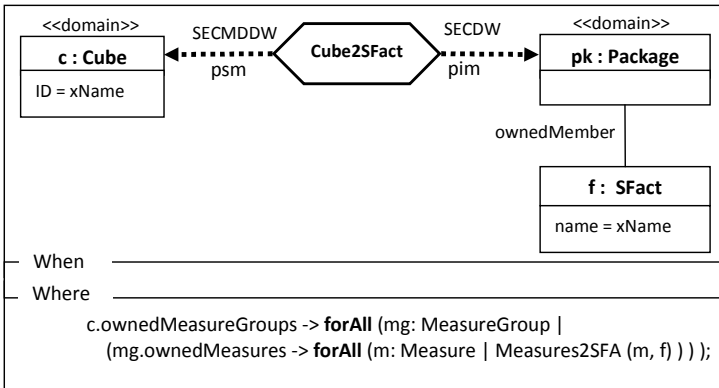 <<domain>>
SECMDDW
SECDW
<<domain>>
c : Cube
Cube2SFact
pk : Package
psm
pim
ID = xName
ownedMember
f : SFact
name = xName
When
Where
c.ownedMeasureGroups -> forAll (mg: MeasureGroup |
(mg.ownedMeasures -> forAll (m: Measure | Measures2SFA (m, f) ) ) );